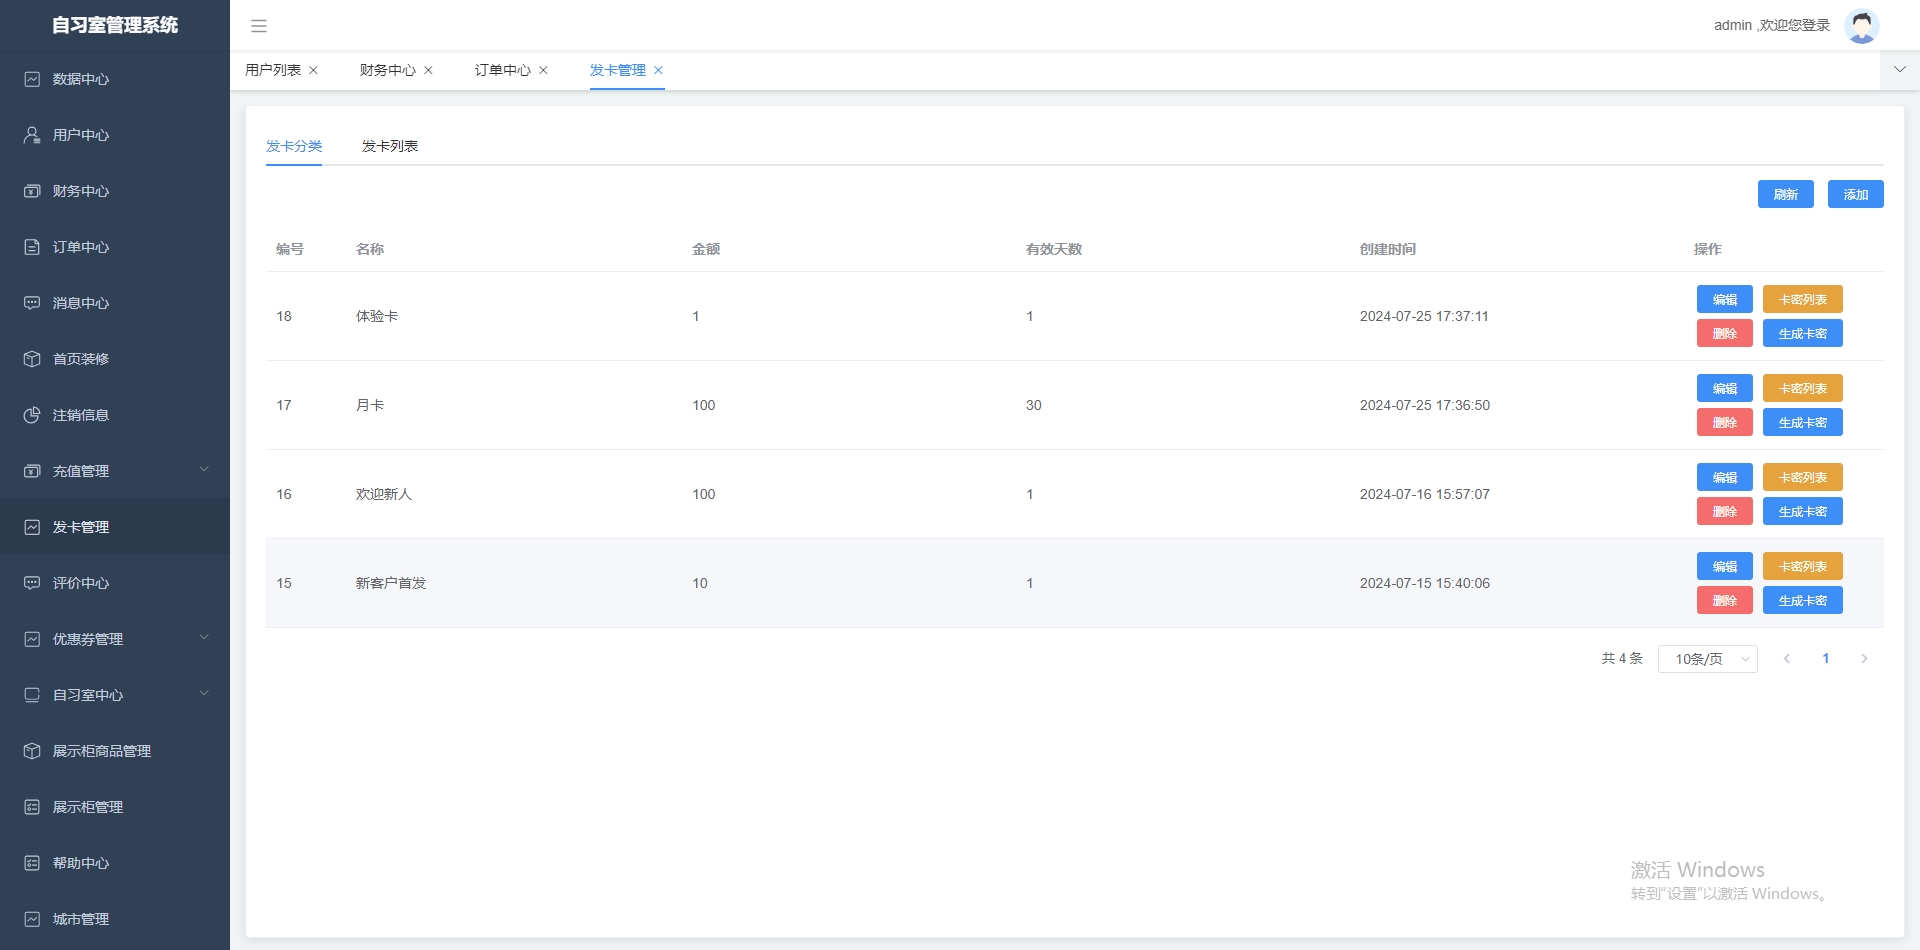 自习室管理系统
admin ,欢迎您登录
用户列表 财务中心 订单中心 发卡管理
数据中心
用户中心
财务中心
订单中心
消息中心
首页装修
注销信息
充值管理
发卡管理
评价中心
优惠券管理
自习室中心
展示柜商品管理
展示柜管理
帮助中心
城市管理
发卡分类 发卡列表
刷新 添加
编号 名称 金额 有效天数 创建时间 操作
18 体验卡 1 1 2024-07-25 17:37:11 编辑 卡密列表
删除 生成卡密
17 月卡 100 30 2024-07-25 17:36:50 编辑 卡密列表
删除 生成卡密
16 欢迎新人 100 1 2024-07-16 15:57:07 编辑 卡密列表
删除 生成卡密
15 新客户首发 10 1 2024-07-15 15:40:06 编辑 卡密列表
删除 生成卡密
共 4 条 10条/页 1
激活 Windows
转到"设置"以激活 Windows。